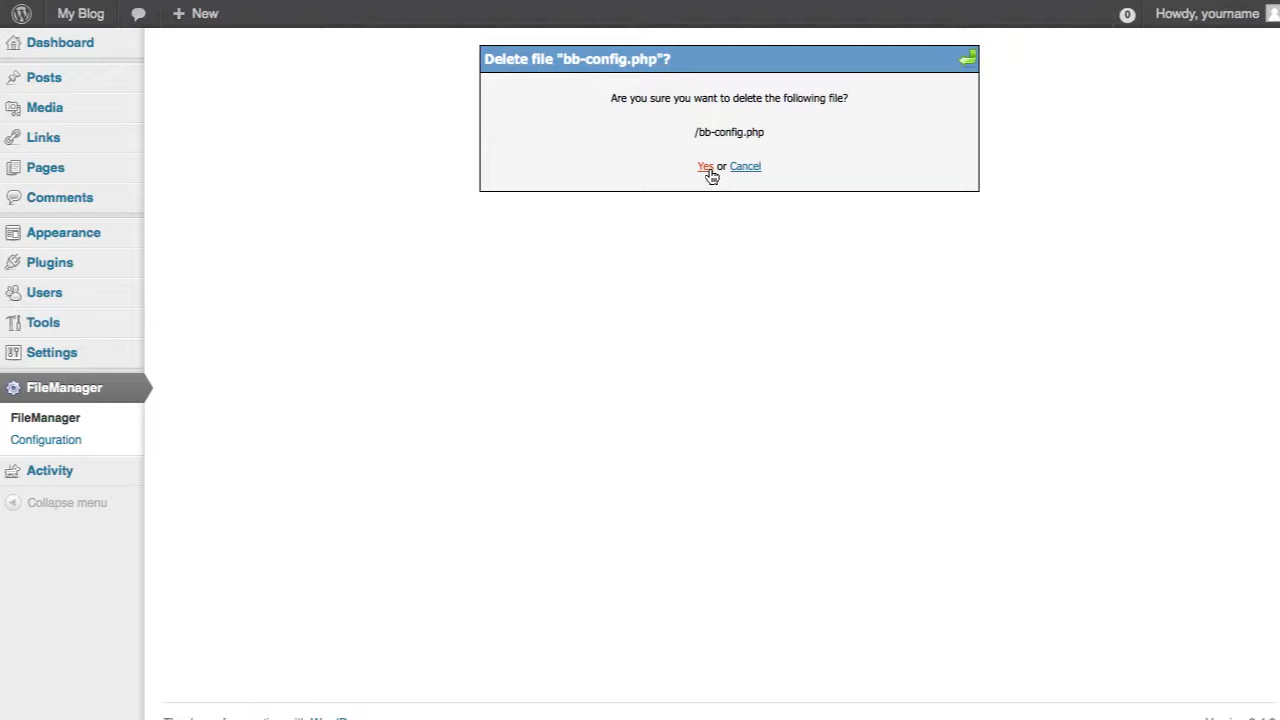 My Blog
New
0
Howdy, yourname
Dashboard
Posts
Media
Links
Pages
Comments
Appearance
Plugins
Users
Tools
Settings
FileManager
FileManager
Configuration
Activity
Collapse menu
Delete file "bb-config.php"?
Are you sure you want to delete the following file?
/bb-config.php
Yes or Cancel